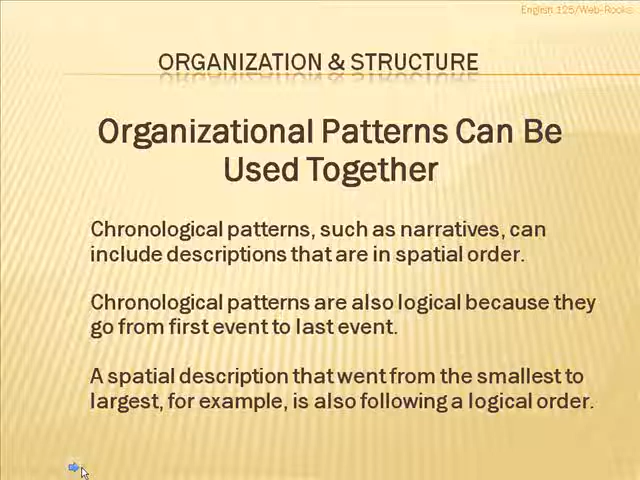 English 125/Web-Rocks
ORGANIZATION & STRUCTURE
Organizational Patterns Can Be
Used Together
Chronological patterns, such as narratives, can
include descriptions that are in spatial order.
Chronological patterns are also logical because they
go from first event to last event.
A spatial description that went from the smallest to
largest, for example, is also following a logical order.